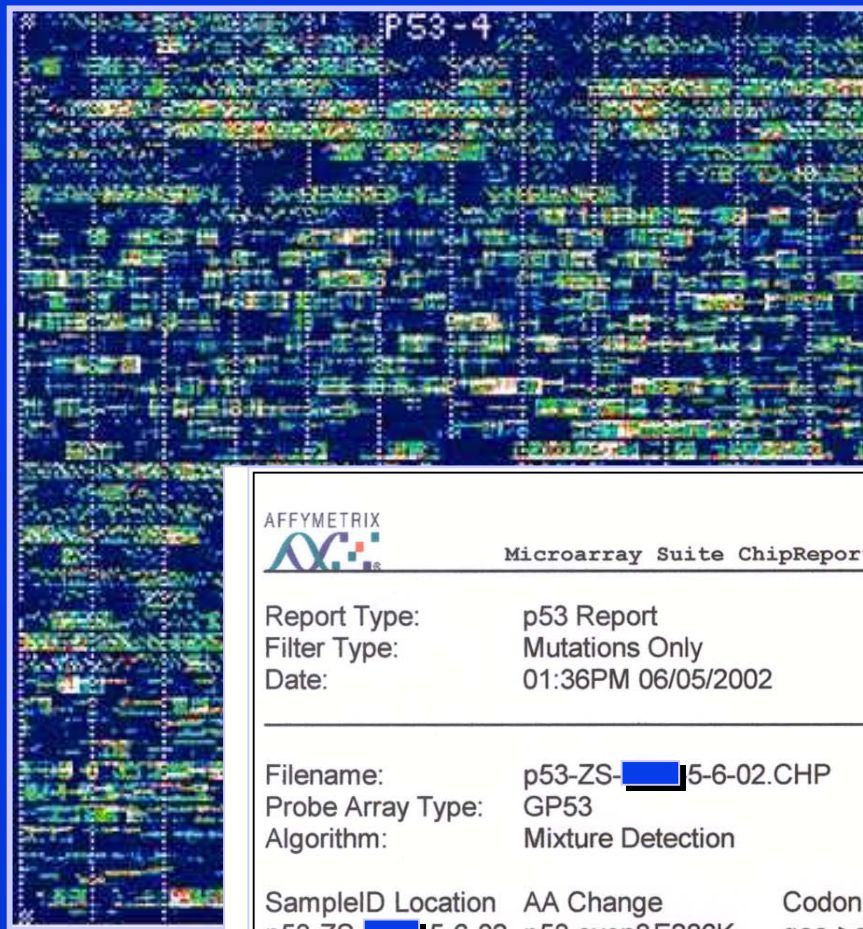 P53-4
AFFYMETRIX
®
Microarray Suite ChipRepor
Report Type: p53 Report
Filter Type: Mutations Only
Date: 01:36PM 06/05/2002
Filename: p53-ZS- 5-6-02.CHP
Probe Array Type: GP53
Algorithm: Mixture Detection
SampleID Location AA Change Codon